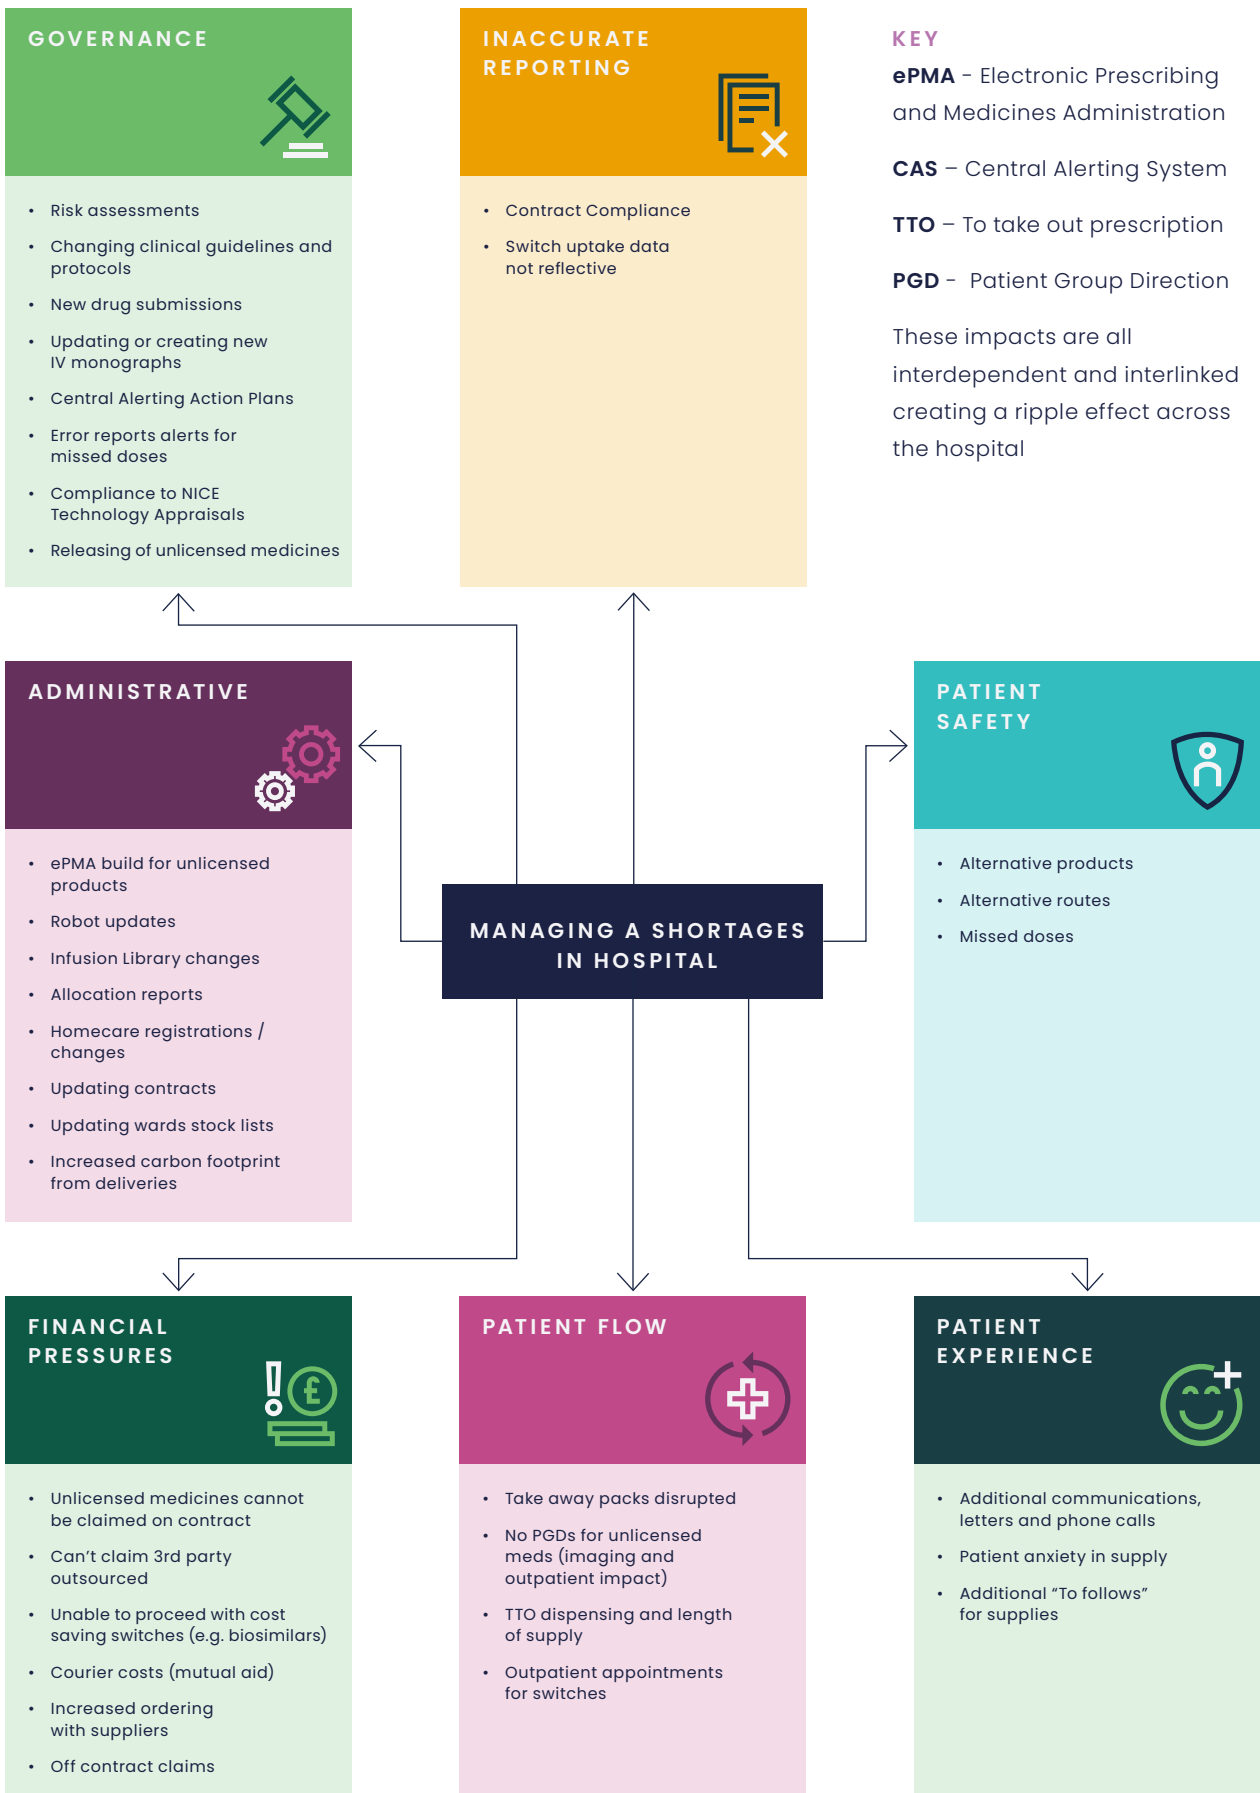 GOVERNANCE
• Risk assessments
• Changing clinical guidelines and
protocols
• New drug submissions
• Updating or creating new
IV monographs
• Central Alerting Action Plans
• Error reports alerts for
missed doses
• Compliance to NICE
Technology Appraisals
• Releasing of unlicensed medicines
INACCURATE
REPORTING
• Contract Compliance
• Switch uptake data
not reflective
KEY
ePMA - Electronic Prescribing
and Medicines Administration
CAS – Central Alerting System
TTO – To take out prescription
PGD - Patient Group Direction
These impacts are all
interdependent and interlinked
creating a ripple effect across
the hospital
ADMINISTRATIVE
• ePMA build for unlicensed
products
• Robot updates
• Infusion Library changes
• Allocation reports
• Homecare registrations /
changes
• Updating contracts
• Updating wards stock lists
• Increased carbon footprint
from deliveries
MANAGING A SHORTAGES
IN HOSPITAL
PATIENT
SAFETY
• Alternative products
• Alternative routes
• Missed doses
FINANCIAL
PRESSURES
£
• Unlicensed medicines cannot
be claimed on contract
• Can’t claim 3rd party
outsourced
• Unable to proceed with cost
saving switches (e.g. biosimilars)
• Courier costs (mutual aid)
• Increased ordering
with suppliers
• Off contract claims
PATIENT FLOW
• Take away packs disrupted
• No PGDs for unlicensed
meds (imaging and
outpatient impact)
• TTO dispensing and length
of supply
• Outpatient appointments
for switches
PATIENT
EXPERIENCE
• Additional communications,
letters and phone calls
• Patient anxiety in supply
• Additional “To follows”
for supplies